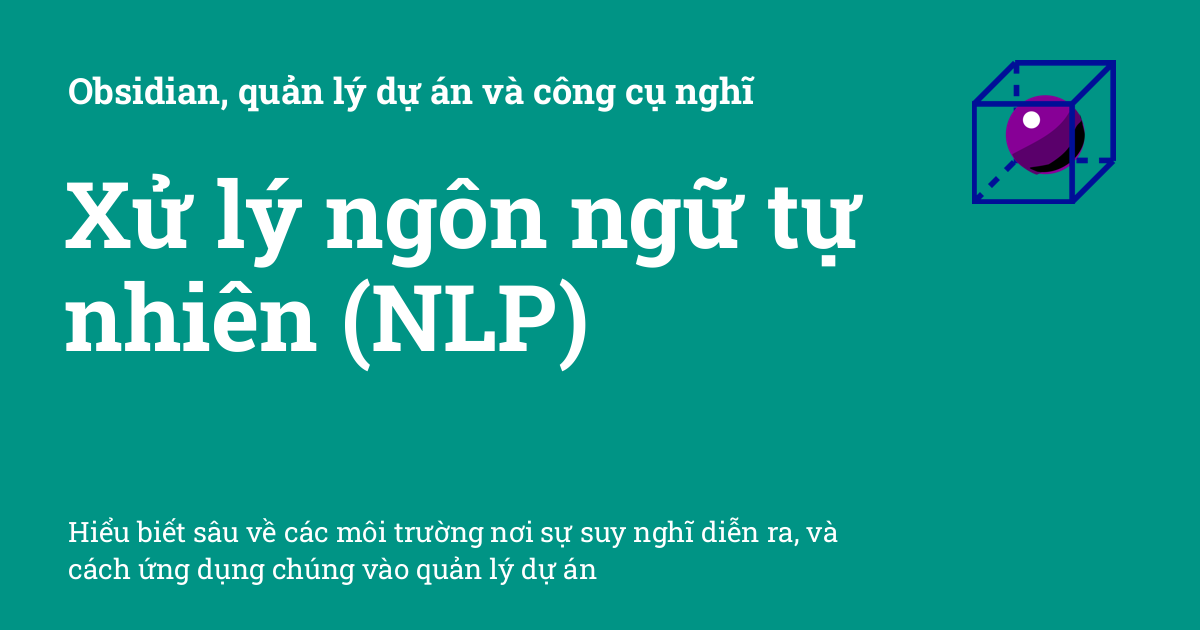 Obsidian, quản lý dự án và công cụ nghĩ
Xử lý ngôn ngữ tự
nhiên (NLP)
Hiểu biết sâu về các môi trường nơi sự suy nghĩ diễn ra, và
cách ứng dụng chúng vào quản lý dự án